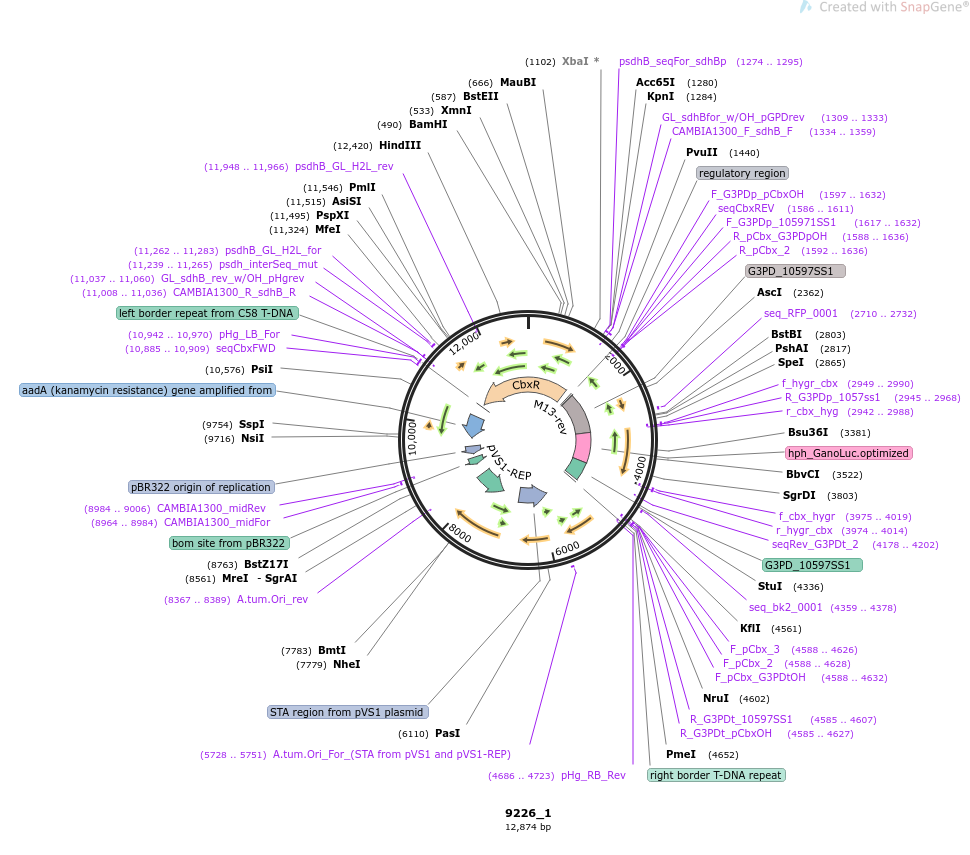 Created with SnapGene®
(1102) XbaI *
psdhB_seqFor_sdhBp (1274 .. 1295)
(666) MauBI
Acc65I (1280)
(587) BstEII
KpnI (1284)
(533) XmnI
GL_sdhBfor_w/OH_pGPDrev (1309 .. 1333)
(490) BamHI
CAMBIA1300_F_sdhB_F (1334 .. 1359)
(12,420) HindIII
PvuII (1440)
(11,948 .. 11,966) psdhB_GL_H2L_rev
regulatory region
(11,546) PmlI
F_G3PDp_pCbxOH (1597 .. 1632)
(11,515) AsiSI
seqCbxREV (1586 .. 1611)
(11,495) PspXI
F_G3PDp_105971SS1 (1617 .. 1632)
(11,324) MfeI
R_pCbx_G3PDpOH (1588 .. 1636)
(11,262 .. 11,283) psdhB_GL_H2L_for
R_pCbx_2 (1592 .. 1636)
(11,239 .. 11,265) psdh_interSeq_mut
G3PD_10597SS1
(11,037 .. 11,060) GL_sdhB_rev_w/OH_pHgrev
AscI (2362)
(11,008 .. 11,036) CAMBIA1300_R_sdhB_R
left border repeat from C58 T-DNA
seq_RFP_0001 (2710 .. 2732)
(10,942 .. 10,970) pHg_LB_For
BstBI (2803)
(10,885 .. 10,909) seqCbxFWD
PshAI (2817)
SpeI (2865)
(10,576) PsiI
f_hygr_cbx (2949 .. 2990)
aadA (kanamycin resistance) gene amplified from
R_G3PDp_1057ss1 (2945 .. 2968)
r_cbx_hyg (2942 .. 2988)
(9754) SspI
Bsu36I (3381)
(9716) NsiI
hph_GanoLuc.optimized
BbvCI (3522)
pBR322 origin of replication
SgrDI (3803)
(8984 .. 9006) CAMBIA1300_midRev
f_cbx_hygr (3975 .. 4019)
(8964 .. 8984) CAMBIA1300_midFor
r_hygr_cbx (3974 .. 4014)
bom site from pBR322
seqRev_G3PDt_2 (4178 .. 4202)
(8763) BstZ17I
G3PD_10597SS1
(8561) MreI - SgrAI
StuI (4336)
(8367 .. 8389) A.tum.Ori_rev
seq_bk2_0001 (4359 .. 4378)
KflI (4561)
(7783) BmtI
F_pCbx_3 (4588 .. 4626)
(7779) NheI
F_pCbx_2 (4588 .. 4628)
F_pCbx_G3PDtOH (4588 .. 4632)
NruI (4602)
STA region from pVS1 plasmid
R_G3PDt_10597SS1 (4585 .. 4607)
(6110) PasI
R_G3PDt_pCbxOH (4585 .. 4627)
(5728 .. 5751) A.tum.Ori_For_(STA from pVS1 and pVS1-REP)
PmeI (4652)
(4686 .. 4723) pHg_RB_Rev
right border T-DNA repeat
12,000
2000
CbxR
M13-rev
10,000
4000
pVS1-REP
8000
6000
9226_1
12,874 bp